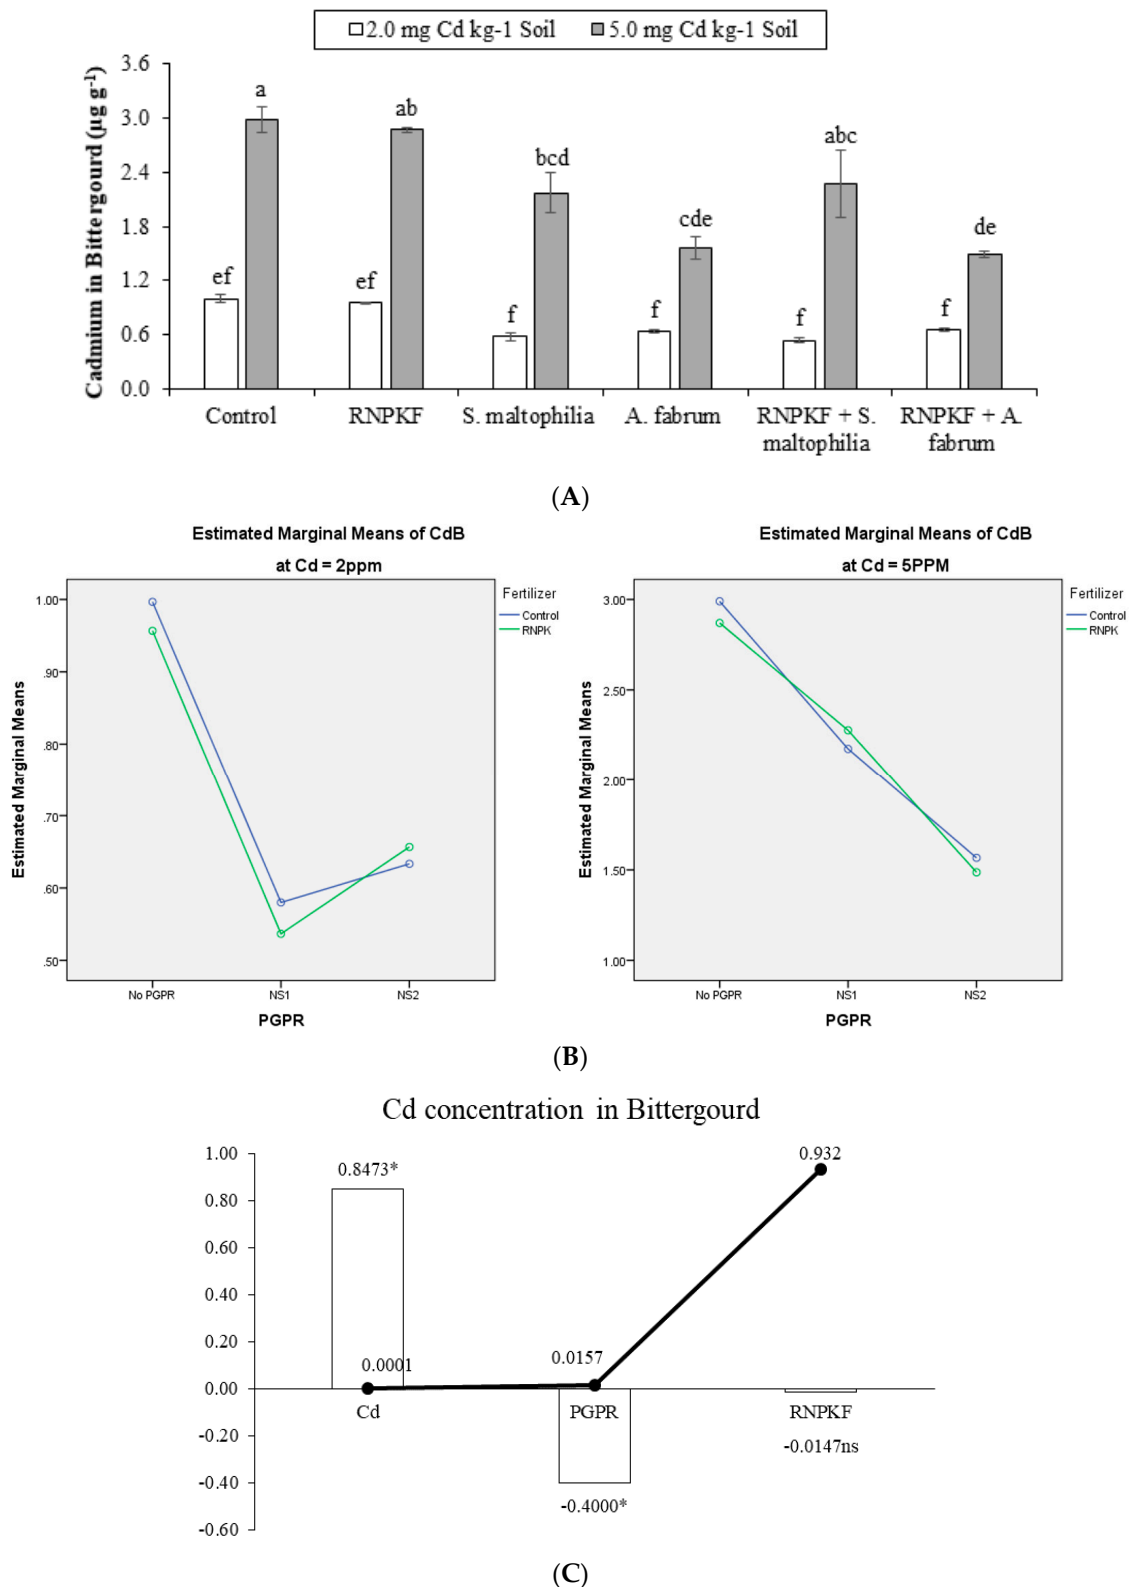 2.0 mg Cd kg-1 Soil 5.0 mg Cd kg-1 Soil
Cadmium in Bittergourd (µg g-1)
3.6
3.0
2.4
1.8
1.2
0.6
0.0
a
ab
abc
bcd
cde
de
ef
ef
f
f
f
f
Control RNPKF S. maltophilia A. fabrum RNPKF + S. maltophilia RNPKF + A. fabrum
(A)
Estimated Marginal Means of CdB
at Cd = 2ppm
Estimated Marginal Means
1.00
.90
.80
.70
.60
.50
No PGPR NS1 NS2
PGPR
Fertilizer
Control
RNPK
Estimated Marginal Means of CdB
at Cd = 5PPM
Estimated Marginal Means
3.00
2.50
2.00
1.50
1.00
No PGPR NS1 NS2
PGPR
Fertilizer
Control
RNPK
(B)
Cd concentration in Bittergourd
1.00
0.80
0.60
0.40
0.20
0.00
-0.20
-0.40
-0.60
0.8473*
0.932
0.0001
0.0157
Cd PGPR RNPKF
-0.0147ns
-0.4000*
(C)